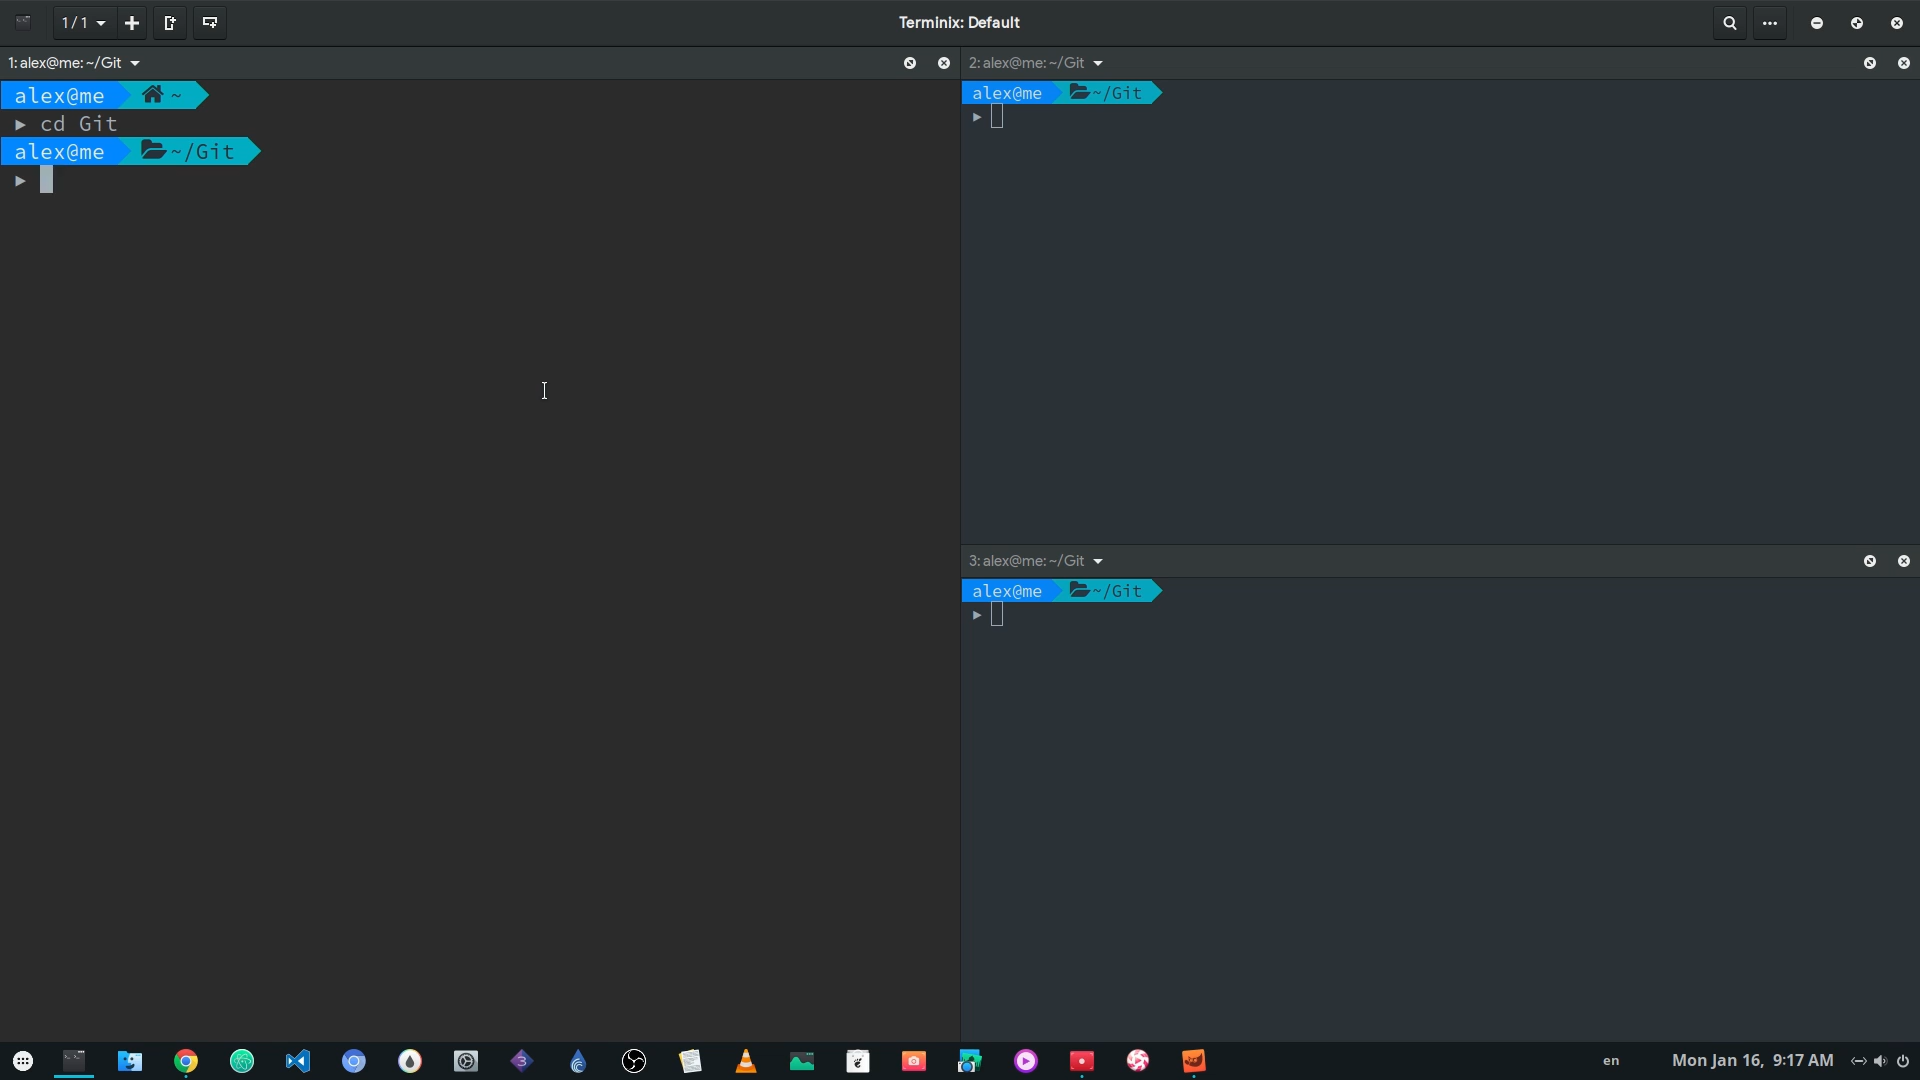 1 / 1
Terminix: Default
1: alex@me: ~/Git
alex@me ~
cd Git
alex@me ~/Git
2: alex@me: ~/Git
alex@me ~/Git
3: alex@me: ~/Git
alex@me ~/Git
en
Mon Jan 16, 9:17 AM